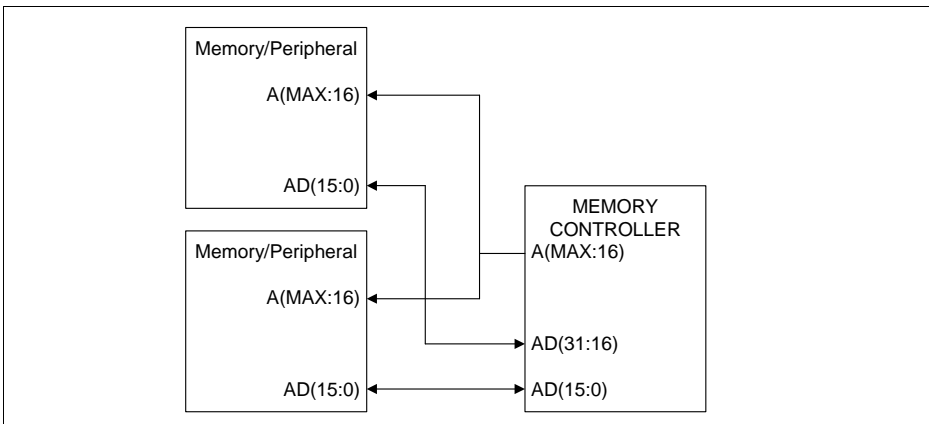 Memory/Peripheral
A(MAX:16)
AD(15:0)
Memory/Peripheral
A(MAX:16)
AD(15:0)
MEMORY
CONTROLLER
A(MAX:16)
AD(31:16)
AD(15:0)